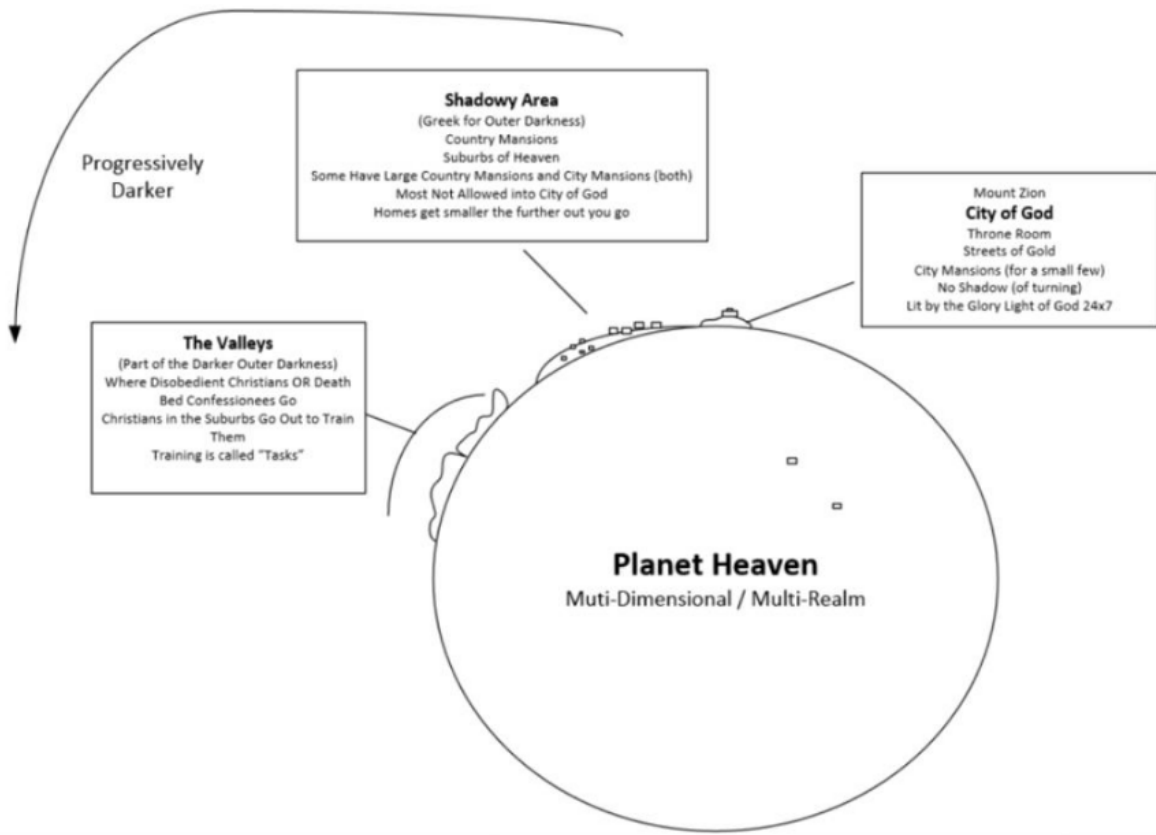 Shadowy Area
(Greek for Outer Darkness)
Country Mansions
Suburbs of Heaven
Some Have Large Country Mansions and City Mansions (both)
Most Not Allowed into City of God
Homes get smaller the further out you go
Progressively
Darker
Mount Zion
City of God
Throne Room
Streets of Gold
City Mansions (for a small few)
No Shadow (of turning)
Lit by the Glory Light of God 24x7
The Valleys
(Part of the Darker Outer Darkness)
Where Disobedient Christians OR Death
Bed Confessionees Go
Christians in the Suburbs Go Out to Train
Them
Training is called "Tasks"
Planet Heaven
Muti-Dimensional / Multi-Realm